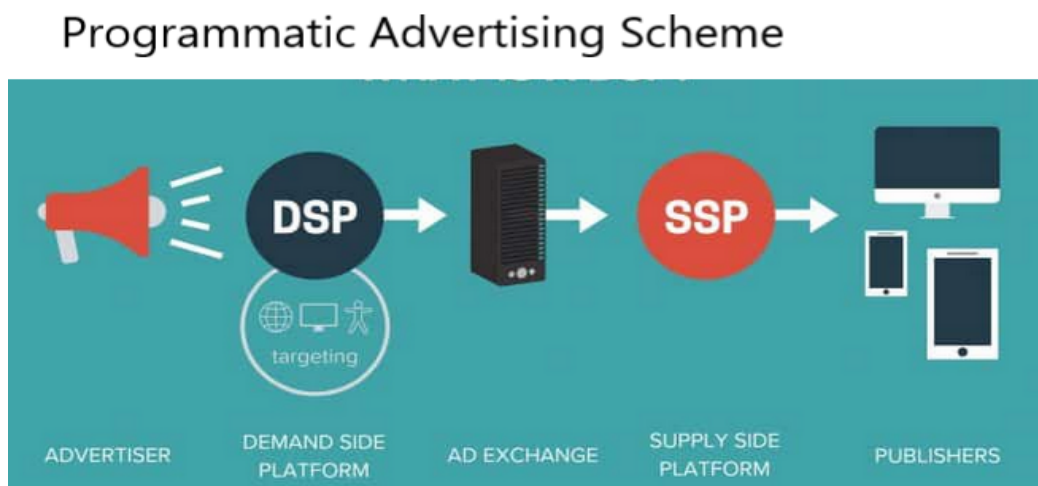 Programmatic Advertising Scheme
DSP
SSP
targeting
ADVERTISER
DEMAND SIDE
PLATFORM
AD EXCHANGE
SUPPLY SIDE
PLATFORM
PUBLISHERS